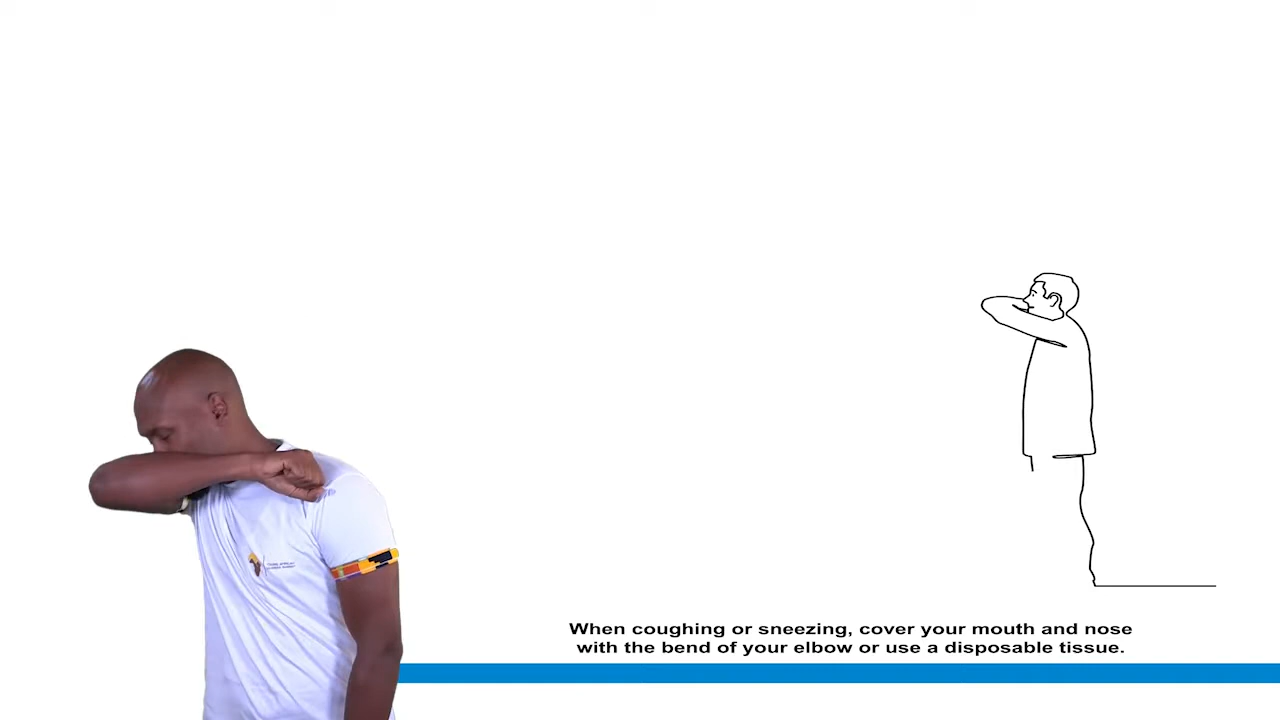 When coughing or sneezing, cover your mouth and nose
with the bend of your elbow or use a disposable tissue.